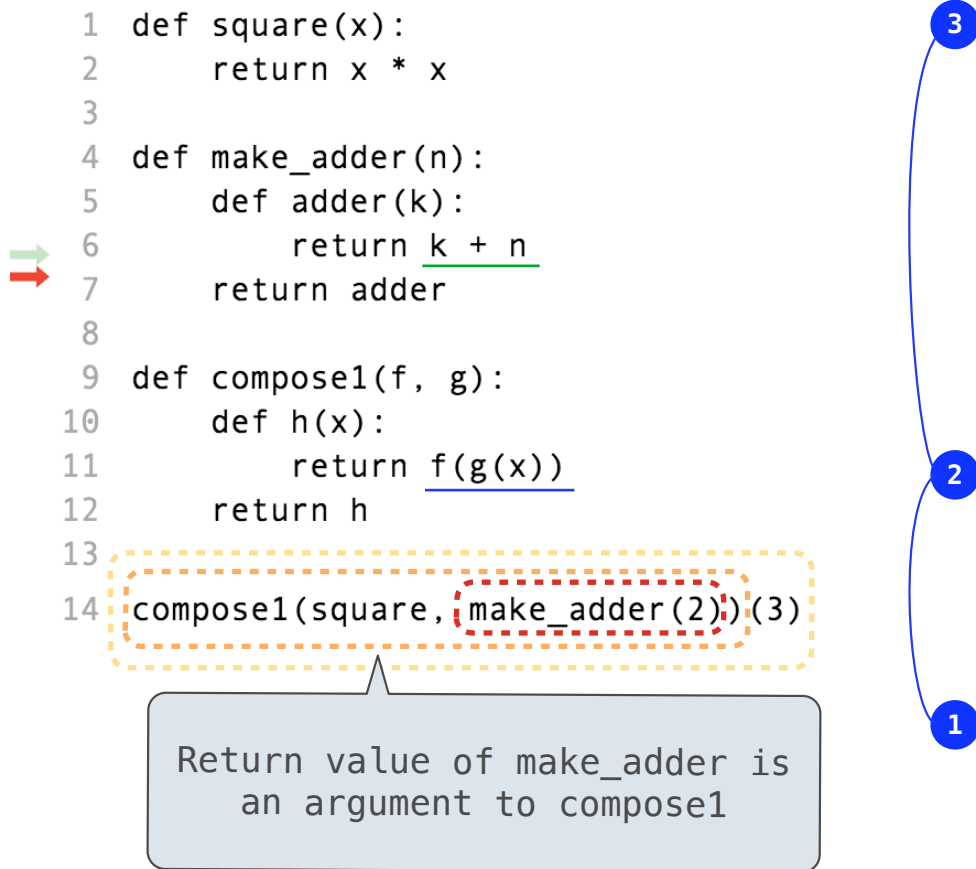 1 def square(x): 3
2 return x * x
3
4 def make_adder(n):
5 def adder(k):
6 return k + n
7 return adder
8
9 def compose1(f, g):
10 def h(x):
11 return f(g(x)) 2
12 return h
13
14 compose1(square, make_adder(2))(3)
1
Return value of make_adder is
an argument to compose1